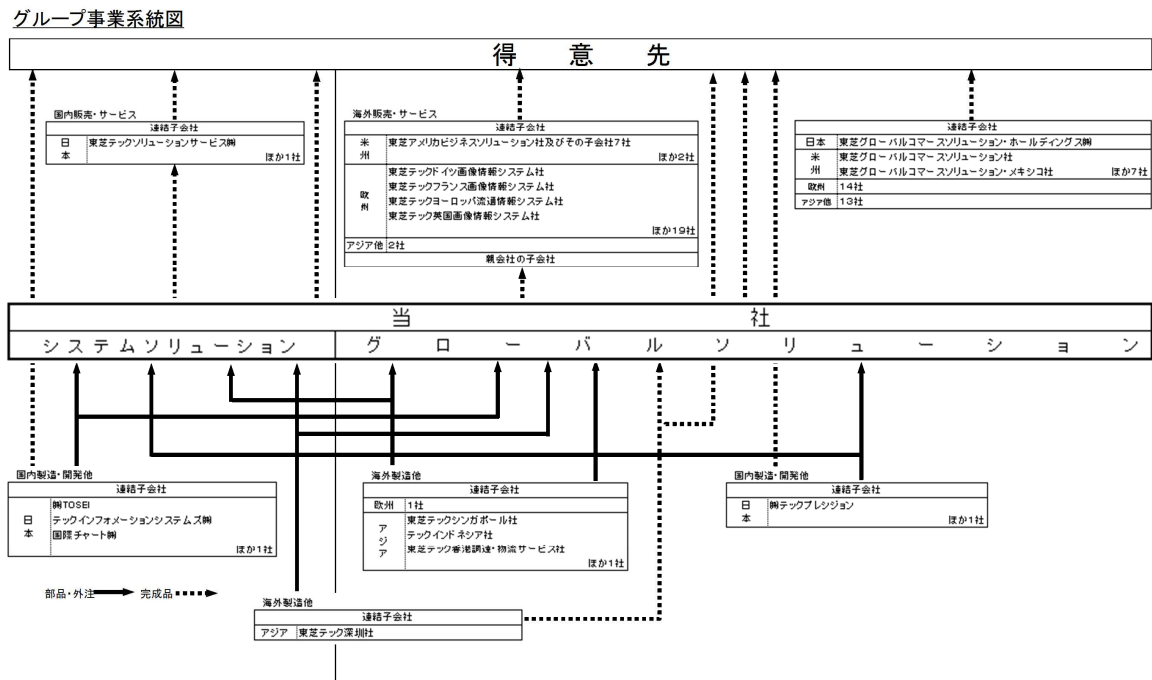 グループ事業系統図
得意先
国内販売・サービス
連結子会社
日本
東芝テックソリューションサービス㈱
ほか1社
海外販売・サービス
連結子会社
米州
東芝アメリカビジネスソリューション社及びその子会社7社
ほか2社
欧州
東芝テックドイツ画像情報システム社
東芝テックフランス画像情報システム社
東芝テックヨーロッパ流通情報システム社
東芝テック英国画像情報システム社
ほか19社
アジア他 2社
親会社の子会社
連結子会社
日本 東芝グローバルコマースソリューション・ホールディングス㈱
米州
東芝グローバルコマースソリューション社
東芝グローバルコマースソリューション・メキシコ社 ほか7社
欧州 14社
アジア他 13社
当社
システムソリューション
グローバルソリューション
国内製造・開発他
連結子会社
日本
㈱TOSEI
テックインフォメーションシステムズ㈱
国際チャート㈱
ほか1社
海外製造他
連結子会社
欧州 1社
アジア
東芝テックシンガポール社
テックインドネシア社
東芝テック香港調達・物流サービス社
ほか1社
国内製造・開発他
連結子会社
日本
㈱テックプレシジョン
ほか1社
部品・外注 完成品
海外製造他
連結子会社
アジア 東芝テック深圳社